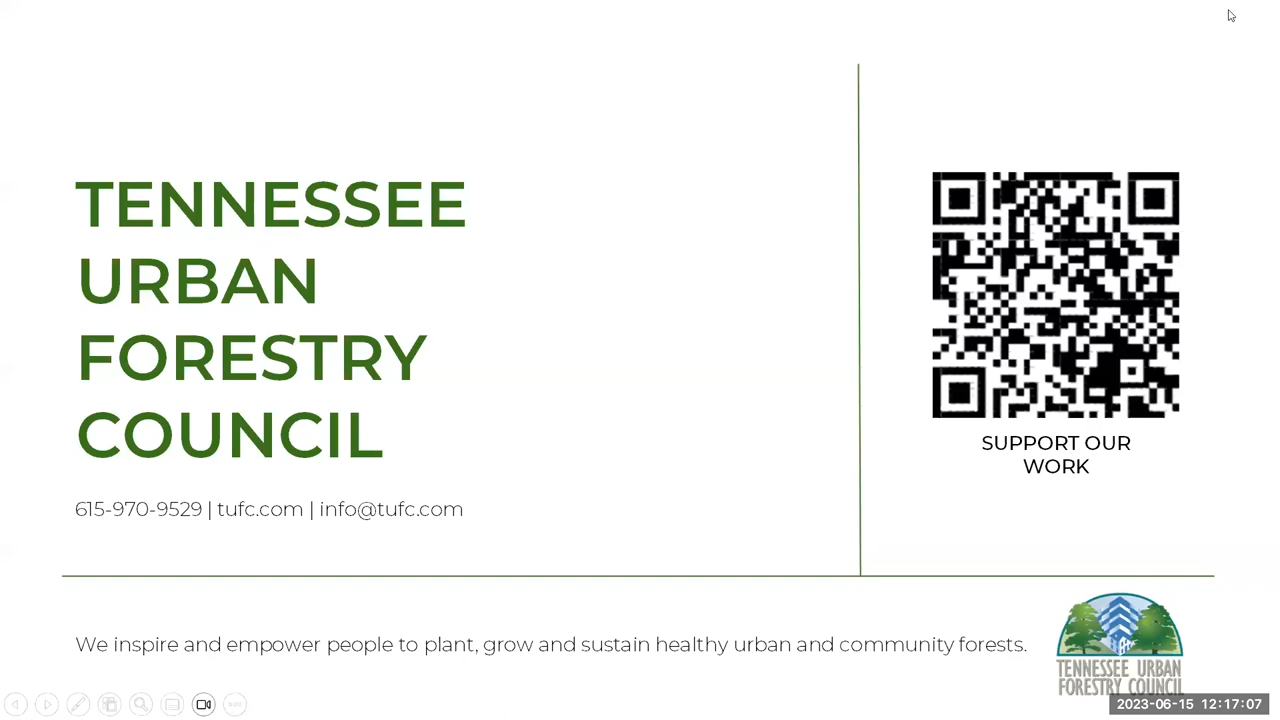 TENNESSEE
URBAN
FORESTRY
COUNCIL
615-970-9529 | tufc.com | info@tufc.com
SUPPORT OUR
WORK
We inspire and empower people to plant, grow and sustain healthy urban and community forests.
TENNESSEE URBAN
FORESTRY COUNCIL
2023-06-15 12:17:07